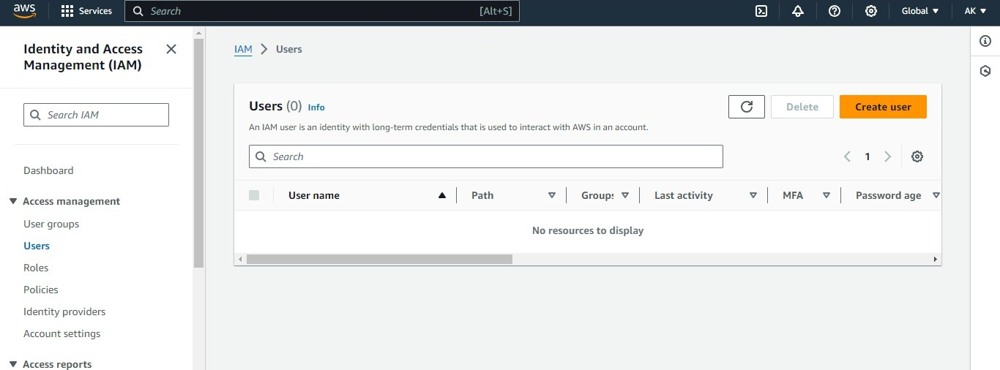 aws Services Search [Alt+S] Global AK
Identity and Access
Management (IAM)
Search IAM
Dashboard
Access management
User groups
Users
Roles
Policies
Identity providers
Account settings
Access reports
IAM > Users
Users (0) Info Delete Create user
An IAM user is an identity with long-term credentials that is used to interact with AWS in an account.
Search 1
User name Path Groups Last activity MFA Password age
No resources to display